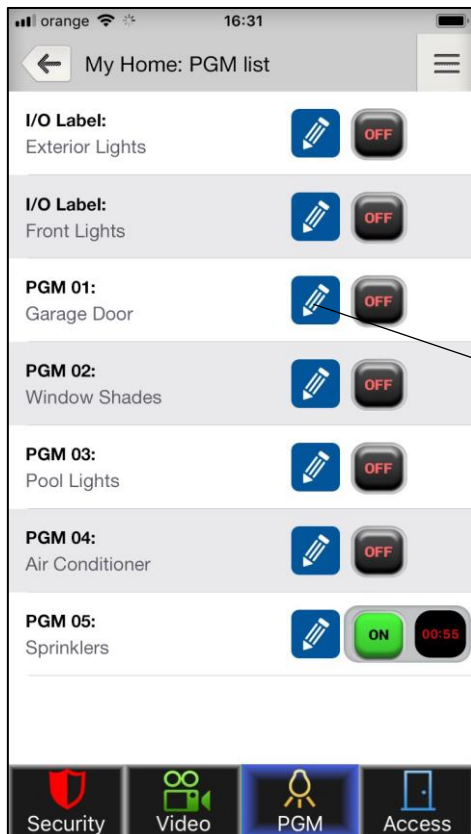 orange 16:31
My Home: PGM list
I/O Label:
Exterior Lights
OFF
I/O Label:
Front Lights
OFF
PGM 01:
Garage Door
OFF
PGM 02:
Window Shades
OFF
PGM 03:
Pool Lights
OFF
PGM 04:
Air Conditioner
OFF
PGM 05:
Sprinklers
ON 00:55
Security Video PGM Access